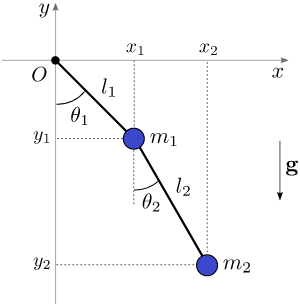 y
x₁ x₂
O x
l₁
θ₁
y₁ m₁
g
l₂
θ₂
y₂ m₂